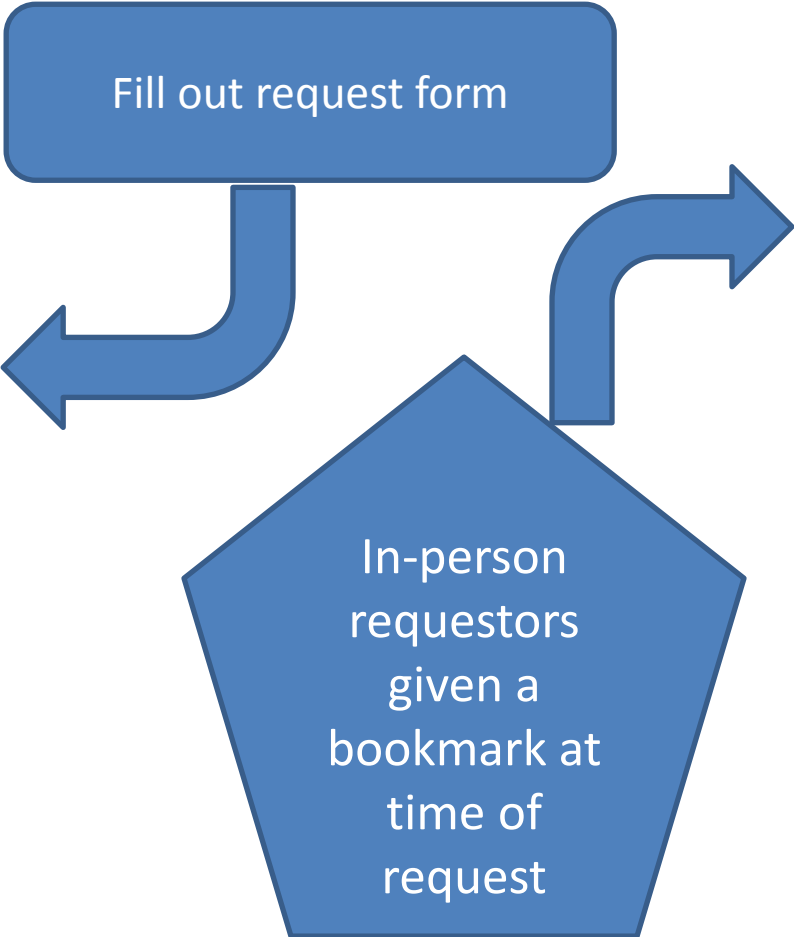 Fill out request form
In-person
requestors
given a
bookmark at
time of
request